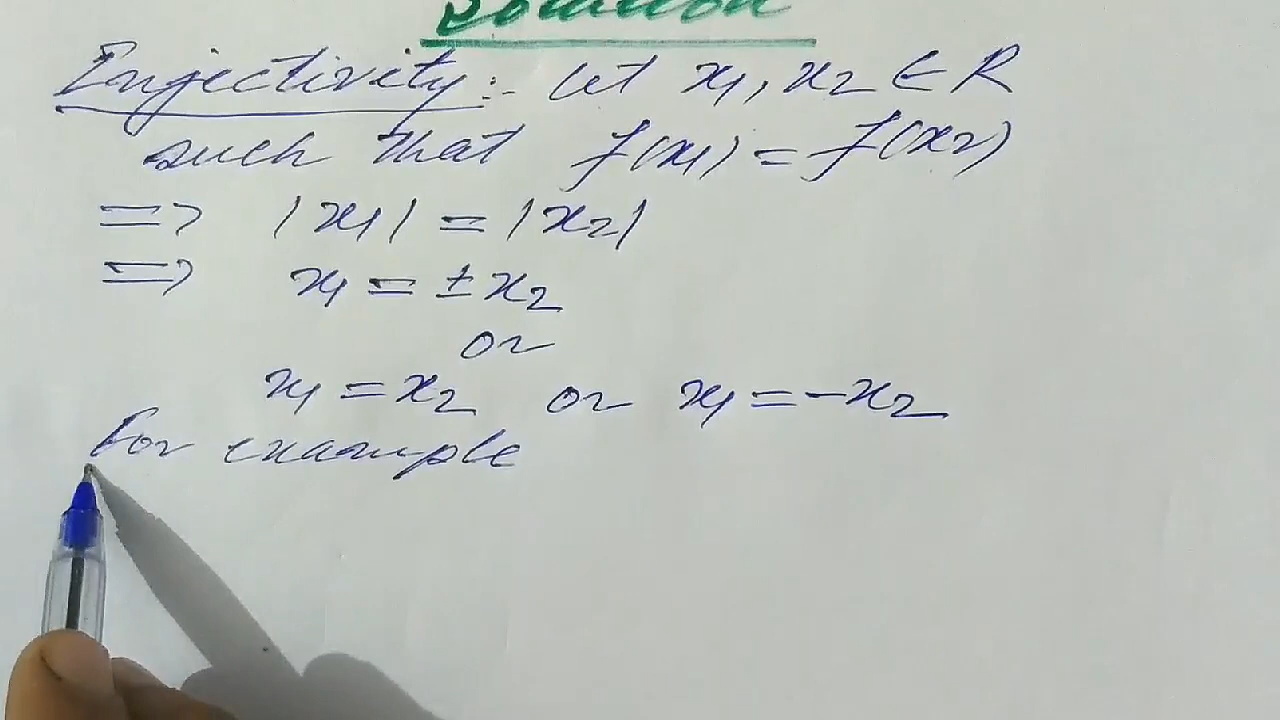 Solution
Injectivity:- Let x1, x2 ∈ R
such that f(x1) = f(x2)
=> |x1| = |x2|
=> x1 = ±x2
or
x1 = x2 or x1 = -x2
For example